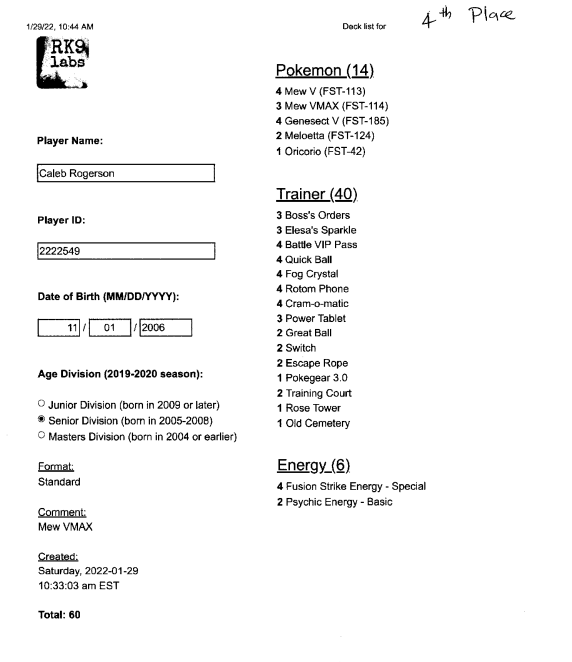 1/29/22, 10:44 AM
Deck list for
4th Place
RK9
labs
Player Name:
Caleb Rogerson
Player ID:
2222549
Date of Birth (MM/DD/YYYY):
11 / 01 / 2006
Age Division (2019-2020 season):
Junior Division (born in 2009 or later)
Senior Division (born in 2005-2008)
Masters Division (born in 2004 or earlier)
Format:
Standard
Comment:
Mew VMAX
Created:
Saturday, 2022-01-29
10:33:03 am EST
Total: 60
Pokemon (14)
4 Mew V (FST-113)
3 Mew VMAX (FST-114)
4 Genesect V (FST-185)
2 Meloetta (FST-124)
1 Oricorio (FST-42)
Trainer (40)
3 Boss's Orders
3 Elesa's Sparkle
4 Battle VIP Pass
4 Quick Ball
4 Fog Crystal
4 Rotom Phone
4 Cram-o-matic
3 Power Tablet
2 Great Ball
2 Switch
2 Escape Rope
1 Pokegear 3.0
2 Training Court
1 Rose Tower
1 Old Cemetery
Energy (6)
4 Fusion Strike Energy - Special
2 Psychic Energy - Basic